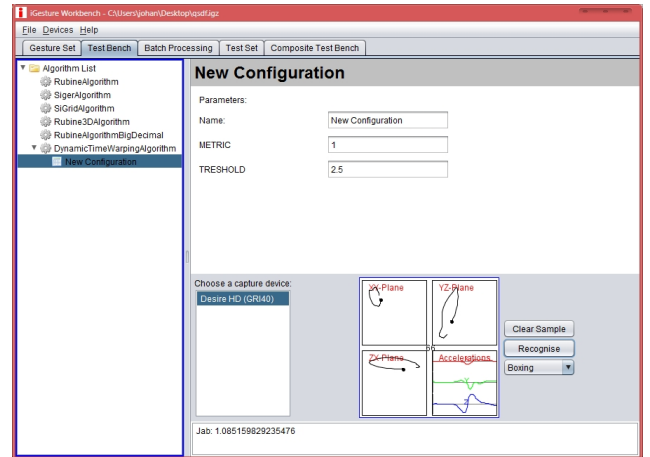 iGesture Workbench - C:\Users\johan\Desktop\qsdf.igz
File Devices Help
Gesture Set Test Bench Batch Processing Test Set Composite Test Bench
Algorithm List
RubineAlgorithm
SigerAlgorithm
SiGridAlgorithm
Rubine3DAlgorithm
RubineAlgorithmBigDecimal
DynamicTimeWarpingAlgorithm
New Configuration
New Configuration
Parameters:
Name: New Configuration
METRIC 1
TRESHOLD 2.5
Choose a capture device:
Desire HD (GRI40)
XY-Plane YZ-Plane
ZX-Plane Accelerations
Clear Sample
Recognise
Boxing
Jab: 1.085159829235476